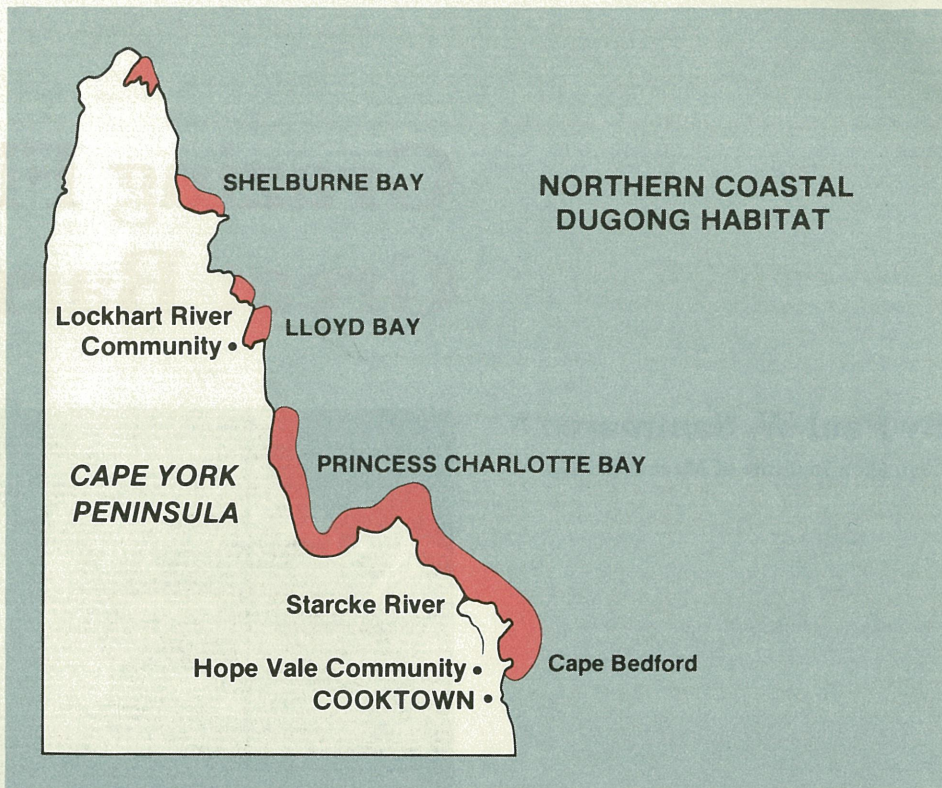 SHELBURNE BAY
NORTHERN COASTAL
DUGONG HABITAT
Lockhart River
Community
LLOYD BAY
PRINCESS CHARLOTTE BAY
CAPE YORK
PENINSULA
Starcke River
Hope Vale Community
Cape Bedford
COOKTOWN